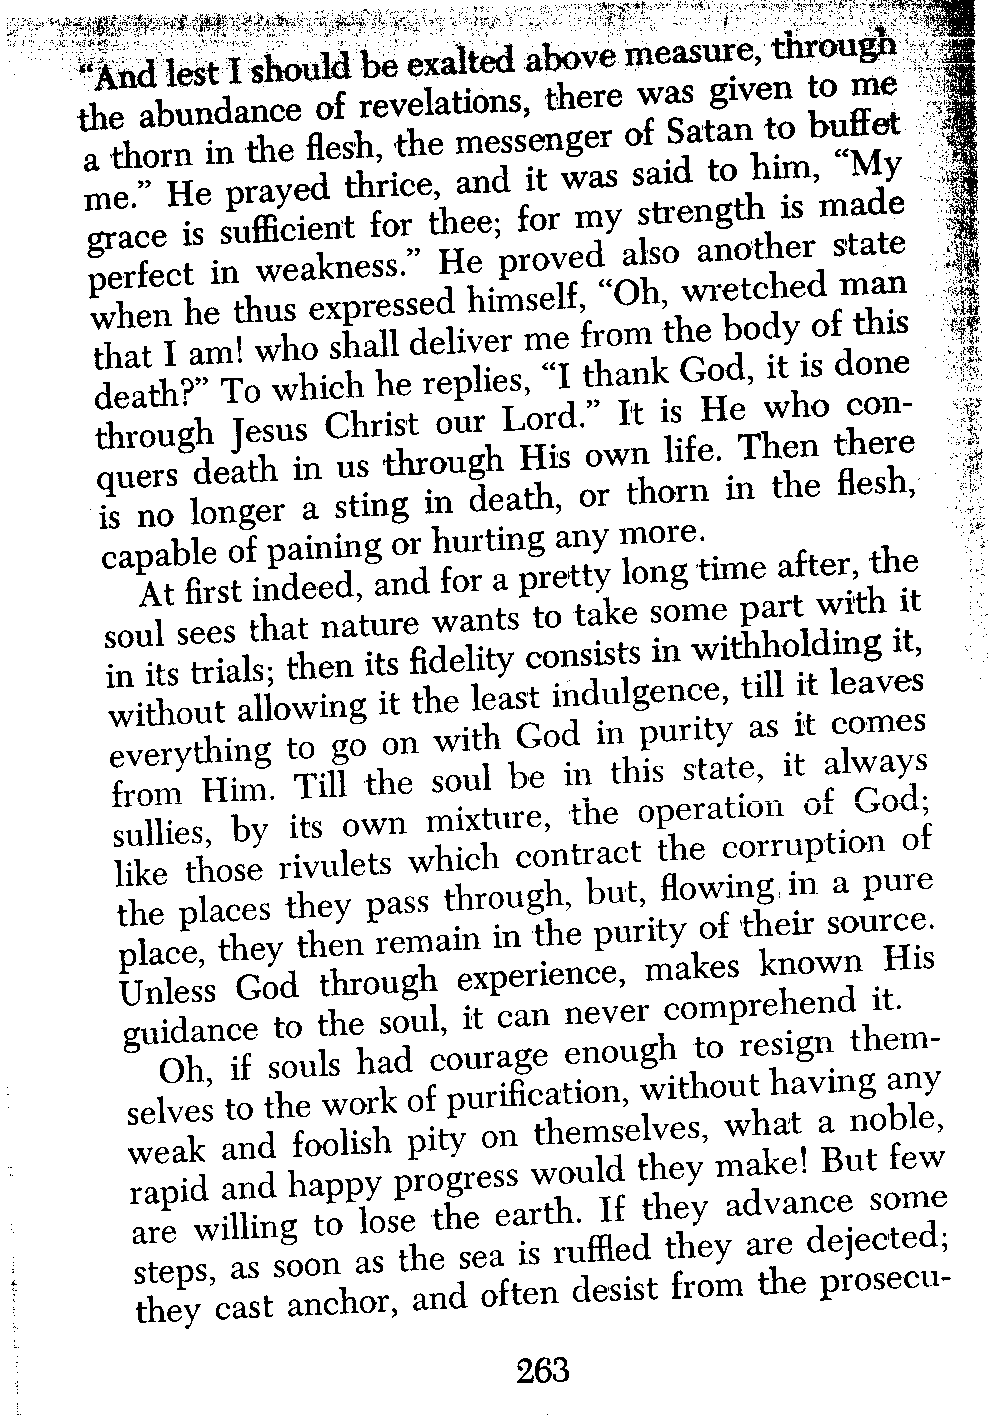 “And lest I should be exalted above measure, through
the abundance of revelations, there was given to me
a thorn in the flesh, the messenger of Satan to buffet
me.” He prayed thrice, and it was said to him, “My
grace is sufficient for thee; for my strength is made
perfect in weakness.” He proved also another state
when he thus expressed himself, “Oh, wretched man
that I am! who shall deliver me from the body of this
death?” To which he replies, “I thank God, it is done
through Jesus Christ our Lord.” It is He who con-
quers death in us through His own life. Then there
is no longer a sting in death, or thorn in the flesh,
capable of paining or hurting any more.
At first indeed, and for a pretty long time after, the
soul sees that nature wants to take some part with it
in its trials; then its fidelity consists in withholding it,
without allowing it the least indulgence, till it leaves
everything to go on with God in purity as it comes
from Him. Till the soul be in this state, it always
sullies, by its own mixture, the operation of God;
like those rivulets which contract the corruption of
the places they pass through, but, flowing in a pure
place, they then remain in the purity of their source.
Unless God through experience, makes known His
guidance to the soul, it can never comprehend it.
Oh, if souls had courage enough to resign them-
selves to the work of purification, without having any
weak and foolish pity on themselves, what a noble,
rapid and happy progress would they make! But few
are willing to lose the earth. If they advance some
steps, as soon as the sea is ruffled they are dejected;
they cast anchor, and often desist from the prosecu-
263